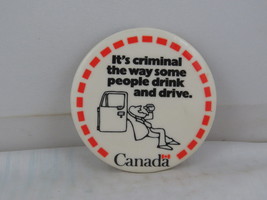 It's criminal
the way some
people drink
and drive.
Canada